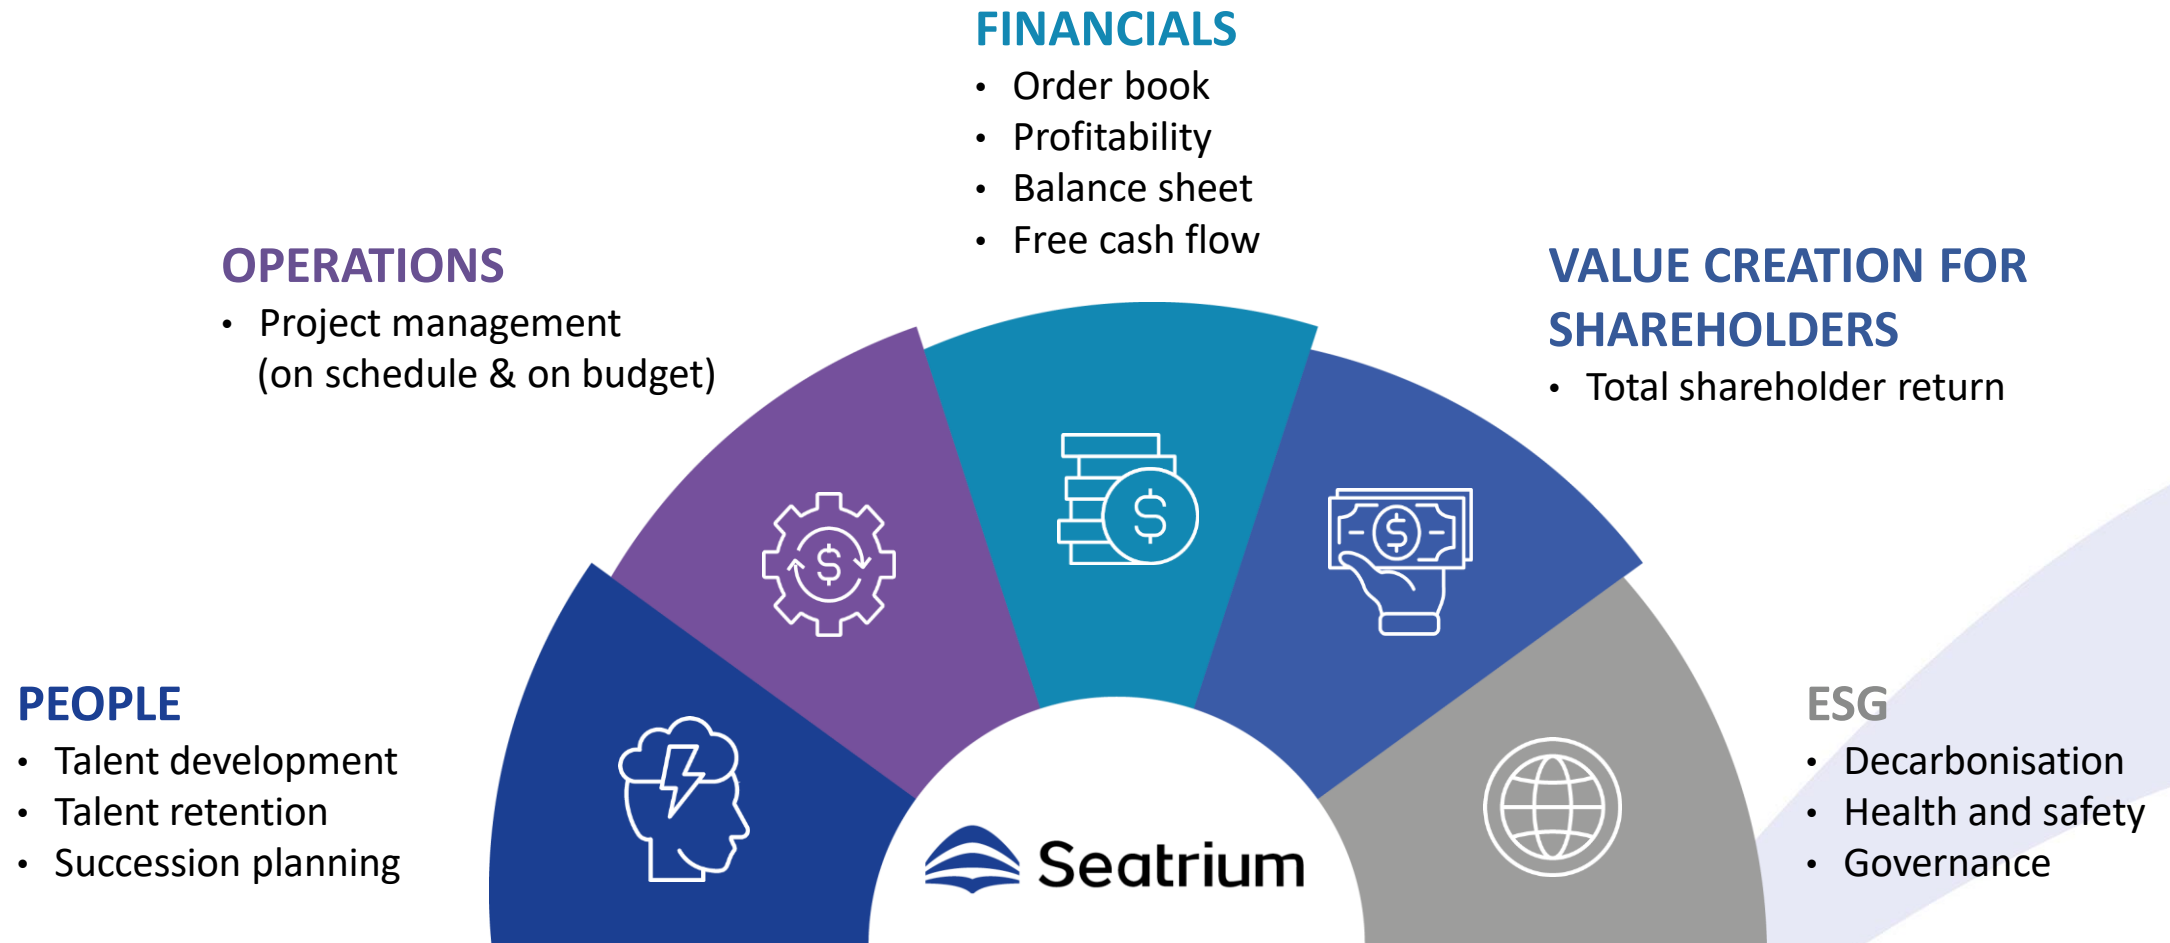 FINANCIALS
• Order book
• Profitability
• Balance sheet
• Free cash flow
OPERATIONS
• Project management
(on schedule & on budget)
VALUE CREATION FOR
SHAREHOLDERS
• Total shareholder return
PEOPLE
• Talent development
• Talent retention
• Succession planning
ESG
• Decarbonisation
• Health and safety
• Governance
Seatrium